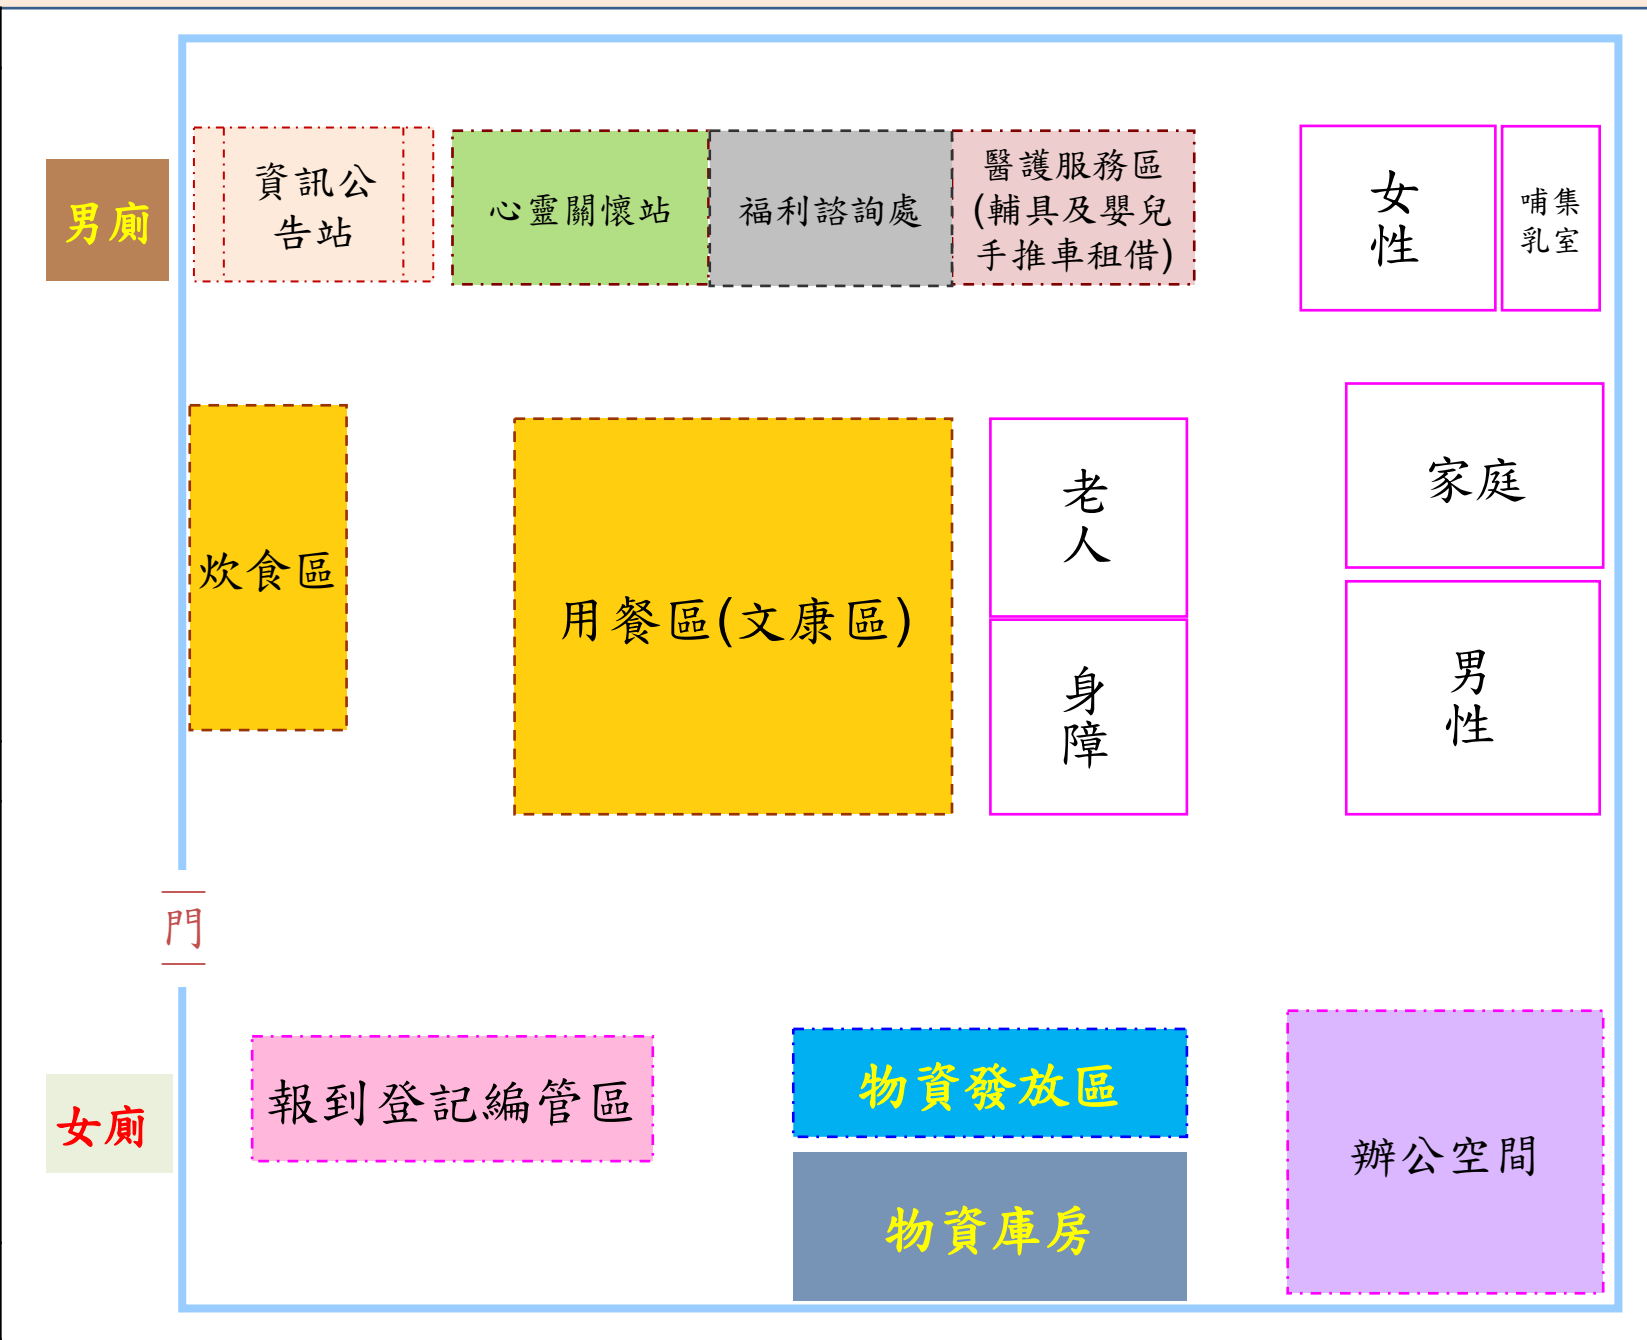 男廁
資訊公
告站
心靈關懷站
福利諮詢處
醫護服務區
(輔具及嬰兒
手推車租借)
女
性
哺集
乳室
炊食區
用餐區(文康區)
老
人
身
障
家庭
男
性
門
女廁
報到登記編管區
物資發放區
物資庫房
辦公空間